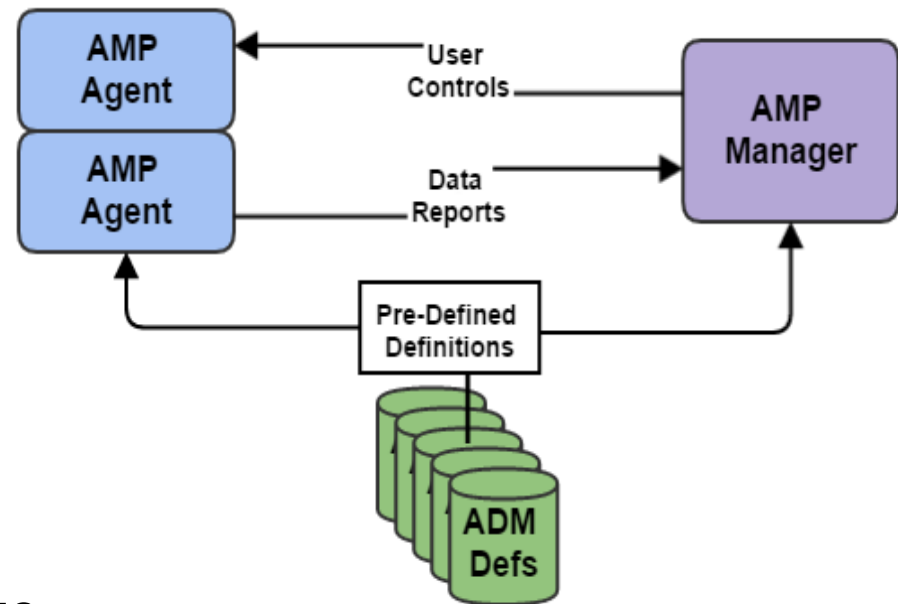 AMP
Agent
User
Controls
AMP
Manager
AMP
Agent
Data
Reports
Pre-Defined
Definitions
ADM
Defs